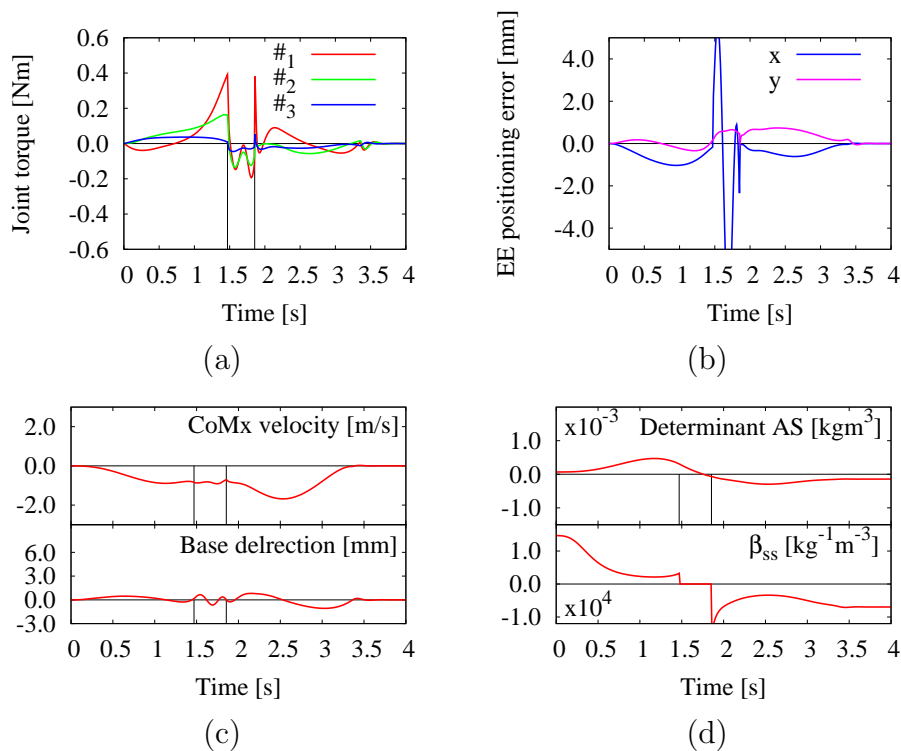 0.6
0.4
0.2
0.0
-0.2
-0.4
-0.6
Joint torque [Nm]
#1
#2
#3
0 0.5 1 1.5 2 2.5 3 3.5 4
Time [s]
(a)
4.0
2.0
0.0
-2.0
-4.0
EE positioning error [mm]
x
y
0 0.5 1 1.5 2 2.5 3 3.5 4
Time [s]
(b)
2.0
0.0
-2.0
CoMx velocity [m/s]
6.0
3.0
0.0
-3.0
Base delrection [mm]
0 0.5 1 1.5 2 2.5 3 3.5 4
Time [s]
(c)
1.0
0.0
-1.0
x10-3
Determinant AS [kgm3]
1.0
0.0
-1.0
βss [kg-1m-3]
x104
0 0.5 1 1.5 2 2.5 3 3.5 4
Time [s]
(d)